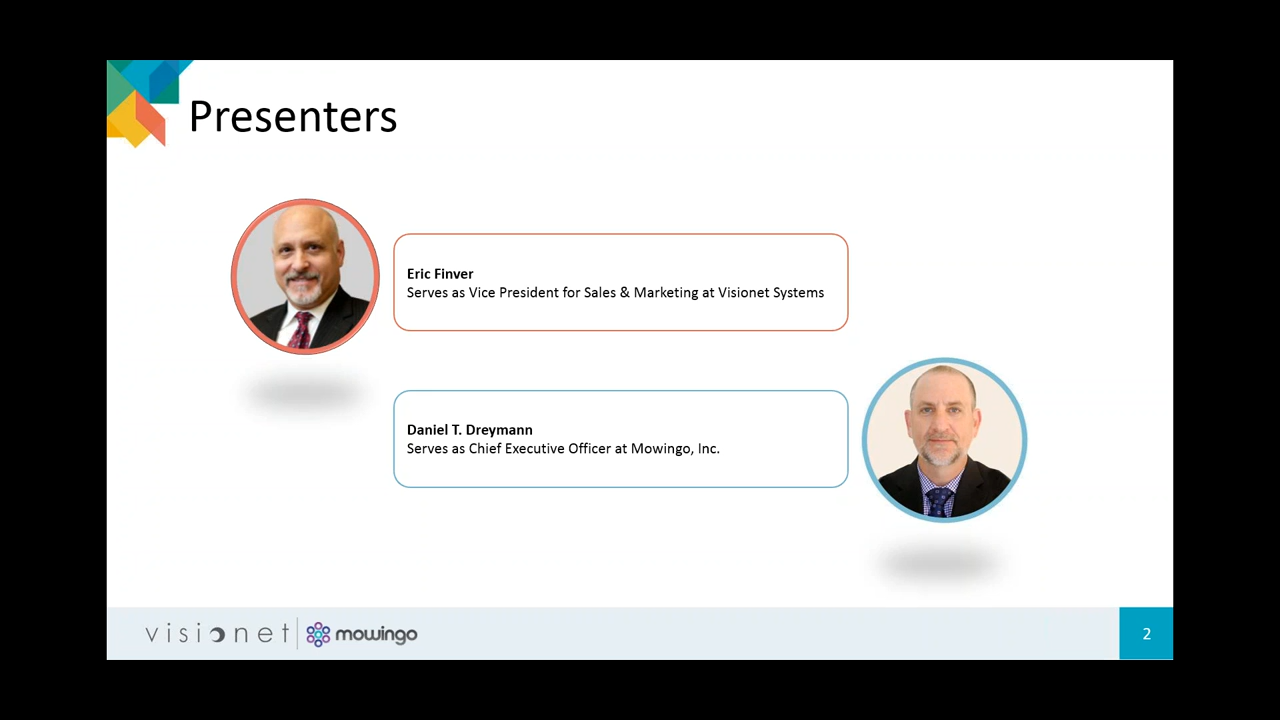 Presenters
Eric Finver
Serves as Vice President for Sales & Marketing at Visionet Systems
Daniel T. Dreymann
Serves as Chief Executive Officer at Mowingo, Inc.
visionet mowingo
2